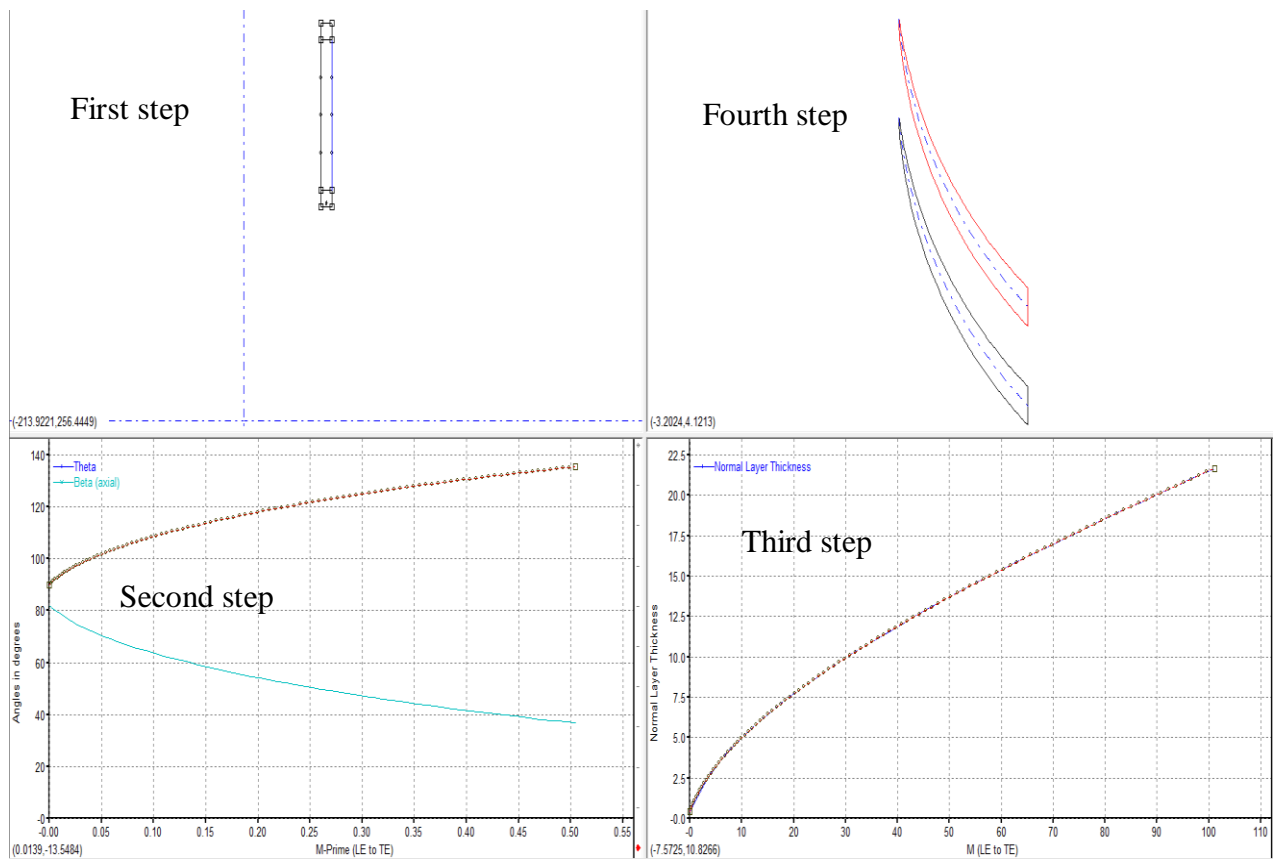 First step
(-213.9221,256.4449)
Fourth step
(-3.2024,4.1213)
Theta
Beta (axial)
Second step
Angles in degrees
140
120
100
80
60
40
20
-0
-0.00 0.05 0.10 0.15 0.20 0.25 0.30 0.35 0.40 0.45 0.50 0.55
(0.0139,-13.5484)
M-Prime (LE to TE)
Normal Layer Thickness
Third step
Normal Layer Thickness
22.5
20.0
17.5
15.0
12.5
10.0
7.5
5.0
2.5
-0.0
-0 10 20 30 40 50 60 70 80 90 100 110
(-7.5725,10.8266)
M (LE to TE)